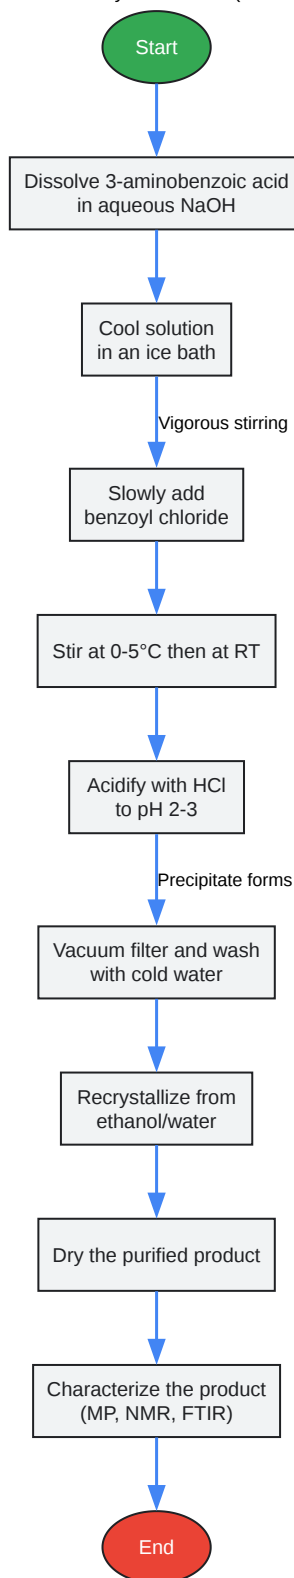 Start
Dissolve 3-aminobenzoic acid
in aqueous NaOH
Cool solution
in an ice bath
Vigorous stirring
Slowly add
benzoyl chloride
Stir at 0-5°C then at RT
Acidify with HCl
to pH 2-3
Precipitate forms
Vacuum filter and wash
with cold water
Recrystallize from
ethanol/water
Dry the purified product
Characterize the product
(MP, NMR, FTIR)
End